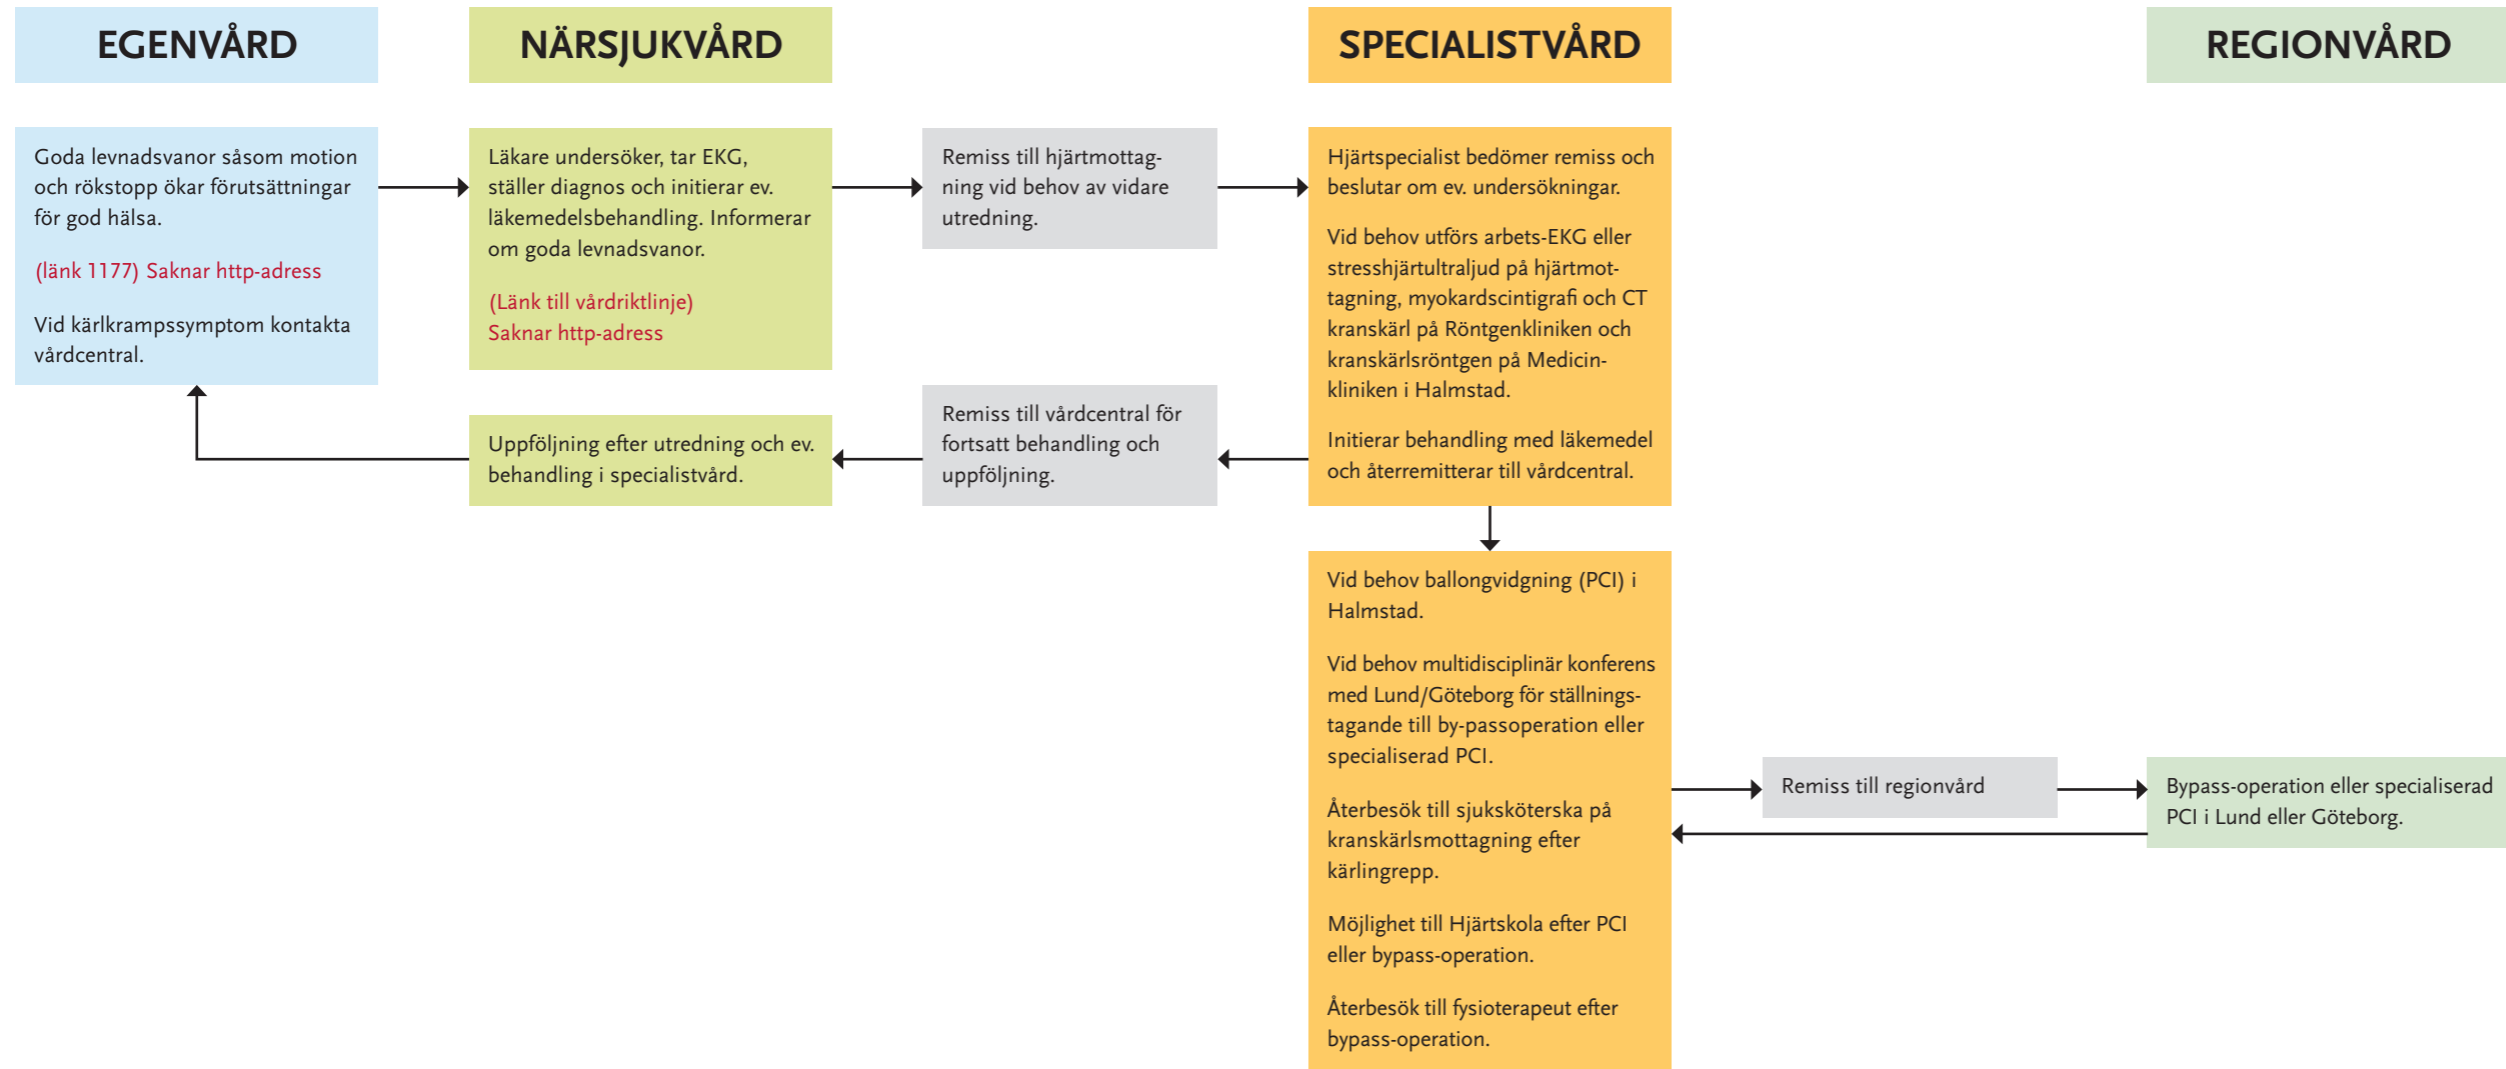 EGENVÅRD
NÄRSJUKVÅRD
SPECIALISTVÅRD
REGIONVÅRD
Goda levnadsvanor såsom motion
och rökstopp ökar förutsättningar
för god hälsa.
(länk 1177) Saknar http-adress
Vid kärlkrampssymptom kontakta
vårdcentral.
Läkare undersöker, tar EKG,
ställer diagnos och initierar ev.
läkemedelsbehandling. Informerar
om goda levnadsvanor.
(Länk till vårdriktlinje)
Saknar http-adress
Remiss till hjärtmottag-
ning vid behov av vidare
utredning.
Hjärtspecialist bedömer remiss och
beslutar om ev. undersökningar.
Vid behov utförs arbets-EKG eller
stresshjärtultraljud på hjärtmot-
tagning, myokardscintigrafi och CT
kranskärl på Röntgenkliniken och
kranskärlsröntgen på Medicin-
kliniken i Halmstad.
Initierar behandling med läkemedel
och återremitterar till vårdcentral.
Remiss till vårdcentral för
fortsatt behandling och
uppföljning.
Uppföljning efter utredning och ev.
behandling i specialistvård.
Vid behov ballongvidgning (PCI) i
Halmstad.
Vid behov multidisciplinär konferens
med Lund/Göteborg för ställnings-
tagande till by-passoperation eller
specialiserad PCI.
Återbesök till sjuksköterska på
kranskärlsmottagning efter
kärlingrepp.
Möjlighet till Hjärtskola efter PCI
eller bypass-operation.
Återbesök till fysioterapeut efter
bypass-operation.
Remiss till regionvård
Bypass-operation eller specialiserad
PCI i Lund eller Göteborg.